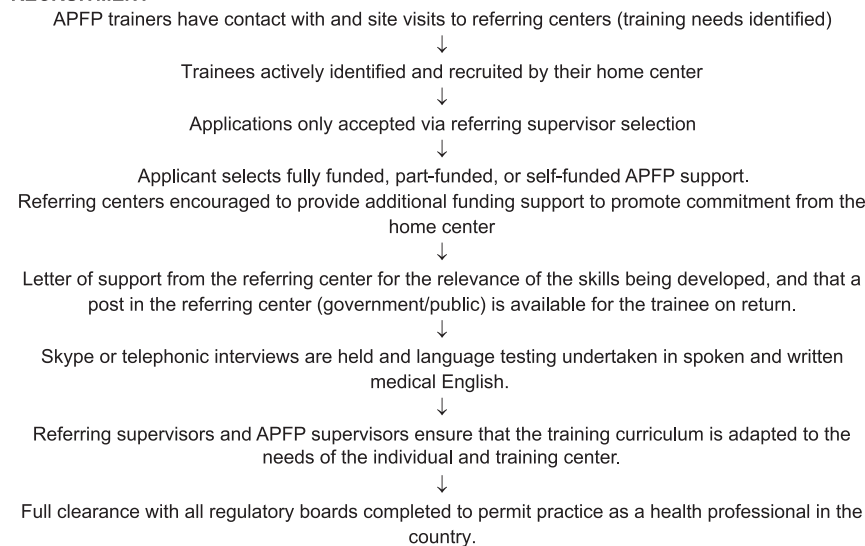 APFP trainers have contact with and site visits to referring centers (training needs identified)
↓
Trainees actively identified and recruited by their home center
↓
Applications only accepted via referring supervisor selection
↓
Applicant selects fully funded, part-funded, or self-funded APFP support.
Referring centers encouraged to provide additional funding support to promote commitment from the
home center
↓
Letter of support from the referring center for the relevance of the skills being developed, and that a
post in the referring center (government/public) is available for the trainee on return.
↓
Skype or telephonic interviews are held and language testing undertaken in spoken and written
medical English.
↓
Referring supervisors and APFP supervisors ensure that the training curriculum is adapted to the
needs of the individual and training center.
↓
Full clearance with all regulatory boards completed to permit practice as a health professional in the
country.